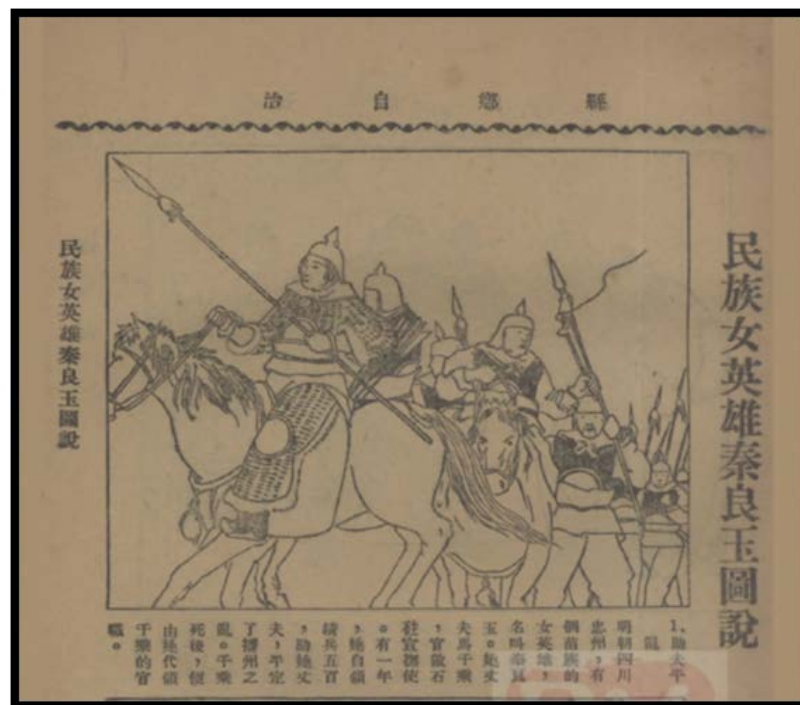 縣鄉自治
民族女英雄秦良玉圖說
1、助夫平
亂
明朝四川
忠州,有
個苗族的
女英雄,
名叫秦良
玉。她丈
夫馬千乘
,官做石
砫宣撫使
。有一年
,她自領
精兵五百
,助她丈
夫,平定
了播州之
亂。千乘
死後,便
由她代領
千乘的官
職。
民族女英雄秦良玉圖說